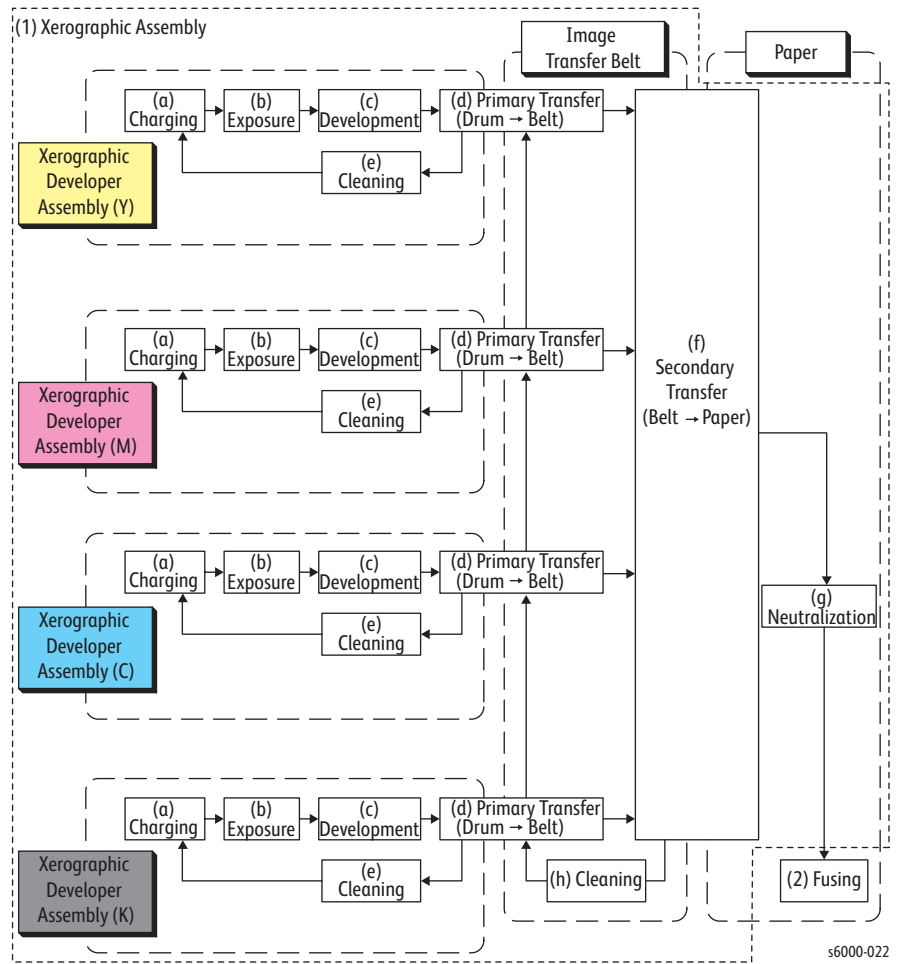 (1) Xerographic Assembly
Image
Transfer Belt
Paper
(a)
Charging
(b)
Exposure
(c)
Development
(d) Primary Transfer
(Drum → Belt)
(e)
Cleaning
Xerographic
Developer
Assembly (Y)
(a)
Charging
(b)
Exposure
(c)
Development
(d) Primary Transfer
(Drum → Belt)
(e)
Cleaning
Xerographic
Developer
Assembly (M)
(f)
Secondary
Transfer
(Belt → Paper)
(a)
Charging
(b)
Exposure
(c)
Development
(d) Primary Transfer
(Drum → Belt)
(e)
Cleaning
Xerographic
Developer
Assembly (C)
(g)
Neutralization
(a)
Charging
(b)
Exposure
(c)
Development
(d) Primary Transfer
(Drum → Belt)
(e)
Cleaning
Xerographic
Developer
Assembly (K)
(h) Cleaning
(2) Fusing
s6000-022